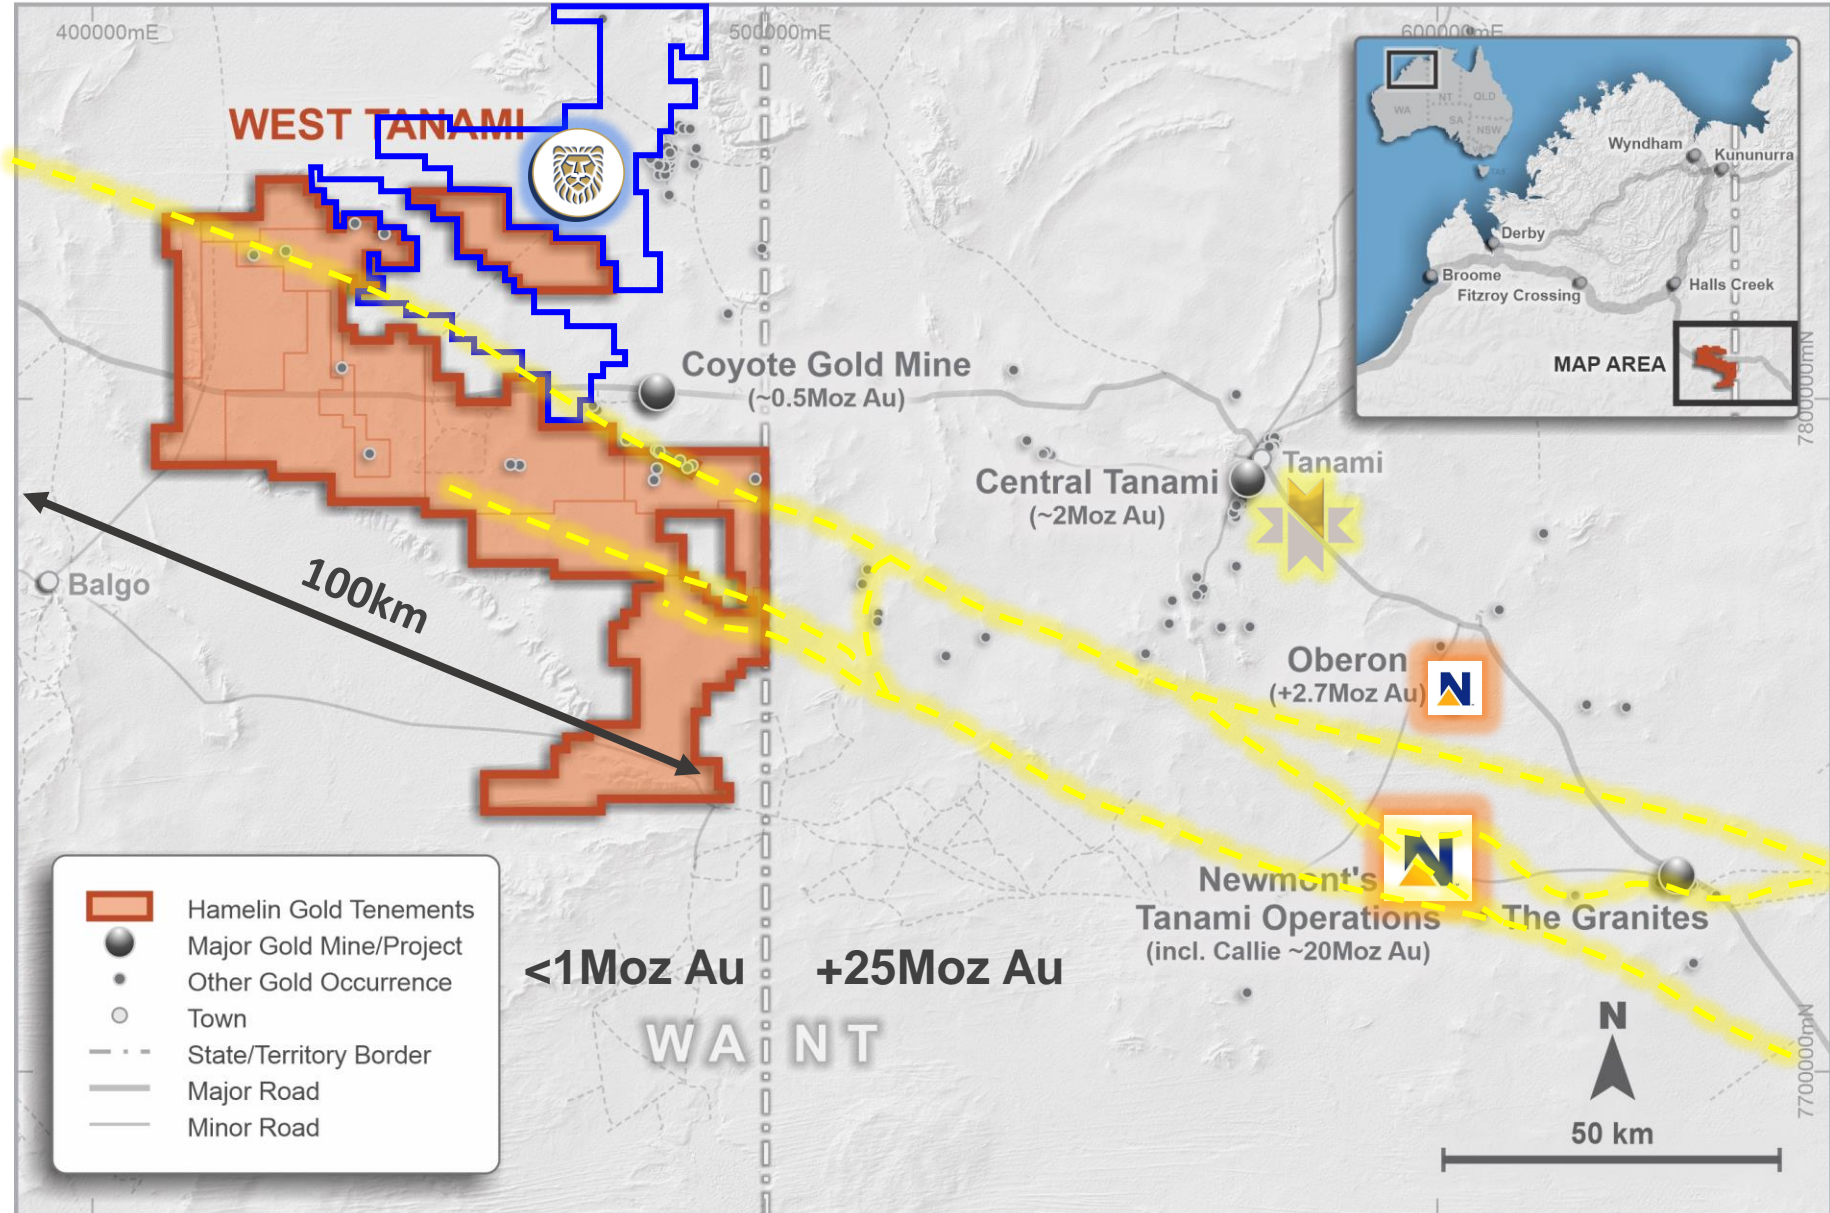 400000mE
500000mE
600000mE
WEST TANAMI
WA
NT
QLD
SA
NSW
TAS
Wyndham
Kununurra
Derby
Broome
Fitzroy Crossing
Halls Creek
MAP AREA
7800000mN
Coyote Gold Mine
(~0.5Moz Au)
Central Tanami
(~2Moz Au)
Tanami
Balgo
100km
Oberon
(+2.7Moz Au)
N
N
Newmont's
Tanami Operations
(incl. Callie ~20Moz Au)
The Granites
Hamelin Gold Tenements
Major Gold Mine/Project
Other Gold Occurrence
Town
State/Territory Border
Major Road
Minor Road
<1Moz Au
+25Moz Au
WA
NT
N
50 km
7700000mN